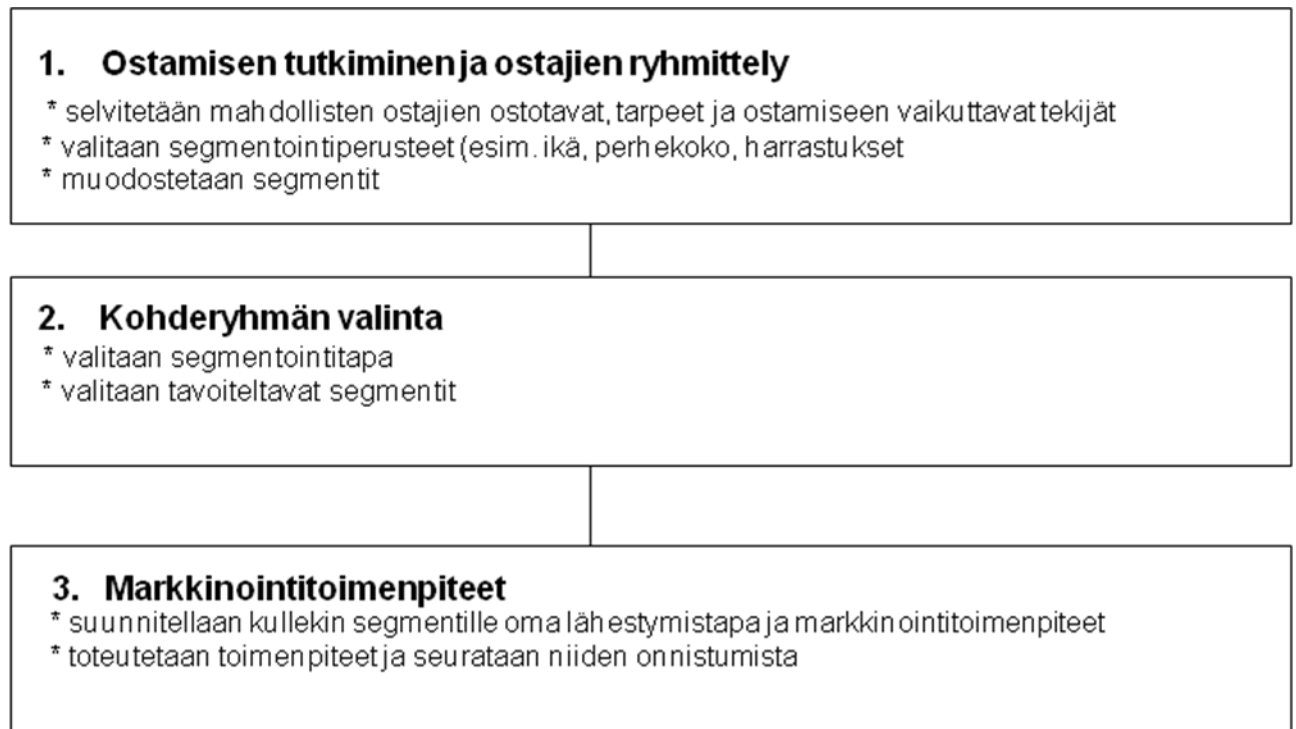 1. Ostamisen tutkiminen ja ostajien ryhmittely
* selvitetään mahdollisten ostajien ostotavat, tarpeet ja ostamiseen vaikuttavat tekijät
* valitaan segmentointiperusteet (esim. ikä, perhekoko, harrastukset
* muodostetaan segmentit
2. Kohderyhmän valinta
* valitaan segmentointitapa
* valitaan tavoiteltavat segmentit
3. Markkinointitoimenpiteet
* suunnitellaan kullekin segmentille oma lähestymistapa ja markkinointitoimenpiteet
* toteutetaan toimenpiteet ja seurataan niiden onnistumista